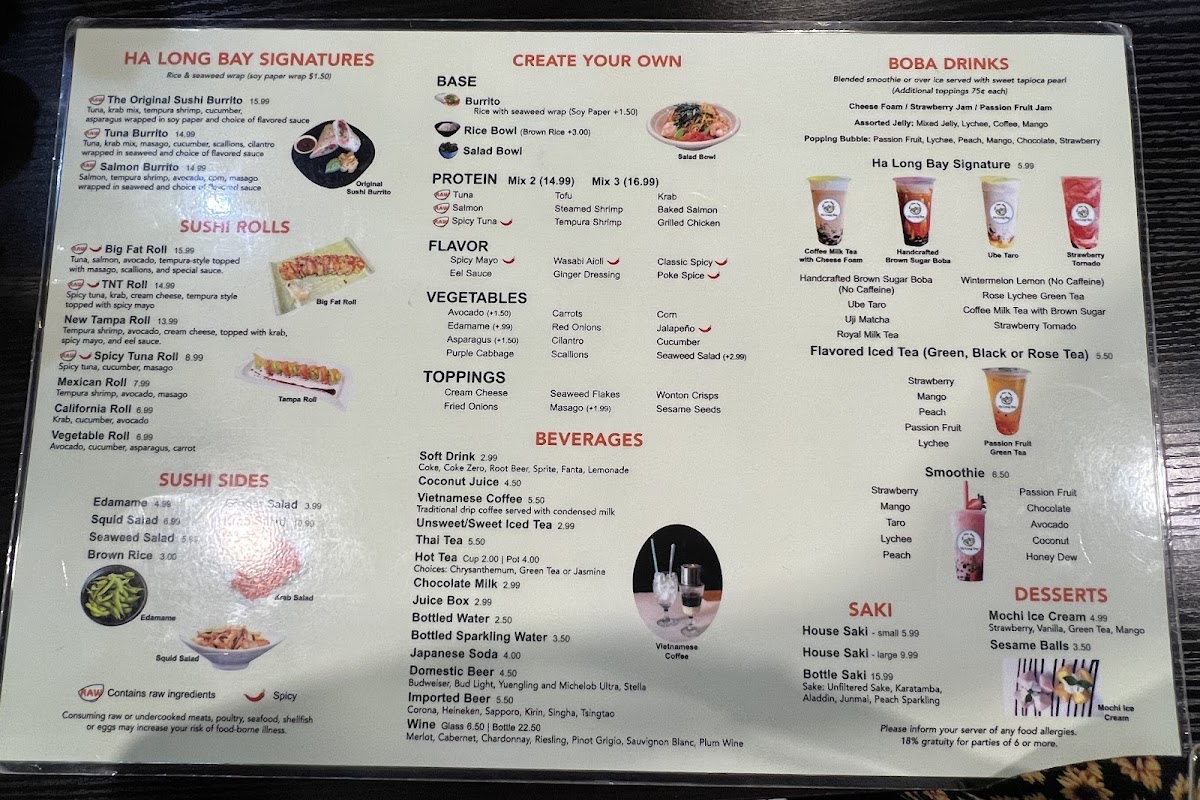 HA LONG BAY SIGNATURES
Rice & seaweed wrap (soy paper wrap $1.50)
RAW The Original Sushi Burrito 15.99
Tuna, krab mix, tempura shrimp, cucumber,
asparagus wrapped in soy paper and choice of flavored sauce
RAW Tuna Burrito 14.99
Tuna, krab mix, masago, cucumber, scallions, cilantro
wrapped in seaweed and choice of flavored sauce
RAW Salmon Burrito 14.99
Salmon, tempura shrimp, avocado, corn, masago
wrapped in seaweed and choice of flavored sauce
Original
Sushi Burrito
SUSHI ROLLS
RAW Big Fat Roll 15.99
Tuna, salmon, avocado, tempura-style topped
with masago, scallions, and special sauce.
Big Fat Roll
RAW TNT Roll 14.99
Spicy tuna, krab, cream cheese, tempura style
topped with spicy mayo
New Tampa Roll 13.99
Tempura shrimp, avocado, cream cheese, topped with krab,
spicy mayo, and eel sauce.
RAW Spicy Tuna Roll 8.99
Spicy tuna, cucumber, masago
Mexican Roll 7.99
Tempura shrimp, avocado, masago
Tampa Roll
California Roll 6.99
Krab, cucumber, avocado
Vegetable Roll 6.99
Avocado, cucumber, asparagus, carrot
SUSHI SIDES
Edamame 4.99
Squid Salad 6.99
Seaweed Salad
Brown Rice 3.00
Salad 3.99
10.99
Krab Salad
Edamame
Squid Salad
RAW Contains raw ingredients
Spicy
Consuming raw or undercooked meats, poultry, seafood, shellfish
or eggs may increase your risk of food-borne illness.
CREATE YOUR OWN
BASE
Burrito
Rice with seaweed wrap (Soy Paper +1.50)
Rice Bowl (Brown Rice +3.00)
Salad Bowl
Salad Bowl
PROTEIN Mix 2 (14.99) Mix 3 (16.99)
RAW Tuna Tofu Krab
RAW Salmon Steamed Shrimp Baked Salmon
RAW Spicy Tuna Tempura Shrimp Grilled Chicken
FLAVOR
Spicy Mayo Wasabi Aioli Classic Spicy
Eel Sauce Ginger Dressing Poke Spice
VEGETABLES
Avocado (+1.50) Carrots Corn
Edamame (+.99) Red Onions Jalapeño
Asparagus (+1.50) Cilantro Cucumber
Purple Cabbage Scallions Seaweed Salad (+2.99)
TOPPINGS
Cream Cheese Seaweed Flakes Wonton Crisps
Fried Onions Masago (+1.99) Sesame Seeds
BEVERAGES
Soft Drink 2.99
Coke, Coke Zero, Root Beer, Sprite, Fanta, Lemonade
Coconut Juice 4.50
Vietnamese Coffee 5.50
Traditional drip coffee served with condensed milk
Unsweet/Sweet Iced Tea 2.99
Thai Tea 5.50
Hot Tea Cup 2.00 | Pot 4.00
Choices: Chrysanthemum, Green Tea or Jasmine
Chocolate Milk 2.99
Juice Box 2.99
Bottled Water 2.50
Bottled Sparkling Water 3.50
Japanese Soda 4.00
Domestic Beer 4.50
Budweiser, Bud Light, Yuengling and Michelob Ultra, Stella
Imported Beer 5.50
Corona, Heineken, Sapporo, Kirin, Singha, Tsingtao
Wine Glass 6.50 | Bottle 22.50
Merlot, Cabernet, Chardonnay, Riesling, Pinot Grigio, Sauvignon Blanc, Plum Wine
Vietnamese
Coffee
BOBA DRINKS
Blended smoothie or over ice served with sweet tapioca pearl
(Additional toppings 75¢ each)
Cheese Foam / Strawberry Jam / Passion Fruit Jam
Assorted Jelly: Mixed Jelly, Lychee, Coffee, Mango
Popping Bubble: Passion Fruit, Lychee, Peach, Mango, Chocolate, Strawberry
Ha Long Bay Signature 5.99
Coffee Milk Tea
with Cheese Foam
Handcrafted
Brown Sugar Boba
Ube Taro
Strawberry
Tornado
Handcrafted Brown Sugar Boba
(No Caffeine)
Ube Taro
Uji Matcha
Royal Milk Tea
Wintermelon Lemon (No Caffeine)
Rose Lychee Green Tea
Coffee Milk Tea with Brown Sugar
Strawberry Tornado
Flavored Iced Tea (Green, Black or Rose Tea) 5.50
Strawberry
Mango
Peach
Passion Fruit
Lychee
Passion Fruit
Green Tea
Smoothie 6.50
Strawberry
Mango
Taro
Lychee
Peach
Passion Fruit
Chocolate
Avocado
Coconut
Honey Dew
SAKI
House Saki - small 5.99
House Saki - large 9.99
Bottle Saki 15.99
Sake: Unfiltered Sake, Karatamba,
Aladdin, Junmai, Peach Sparkling
DESSERTS
Mochi Ice Cream 4.99
Strawberry, Vanilla, Green Tea, Mango
Sesame Balls 3.50
Mochi Ice
Cream
Please inform your server of any food allergies.
18% gratuity for parties of 6 or more.